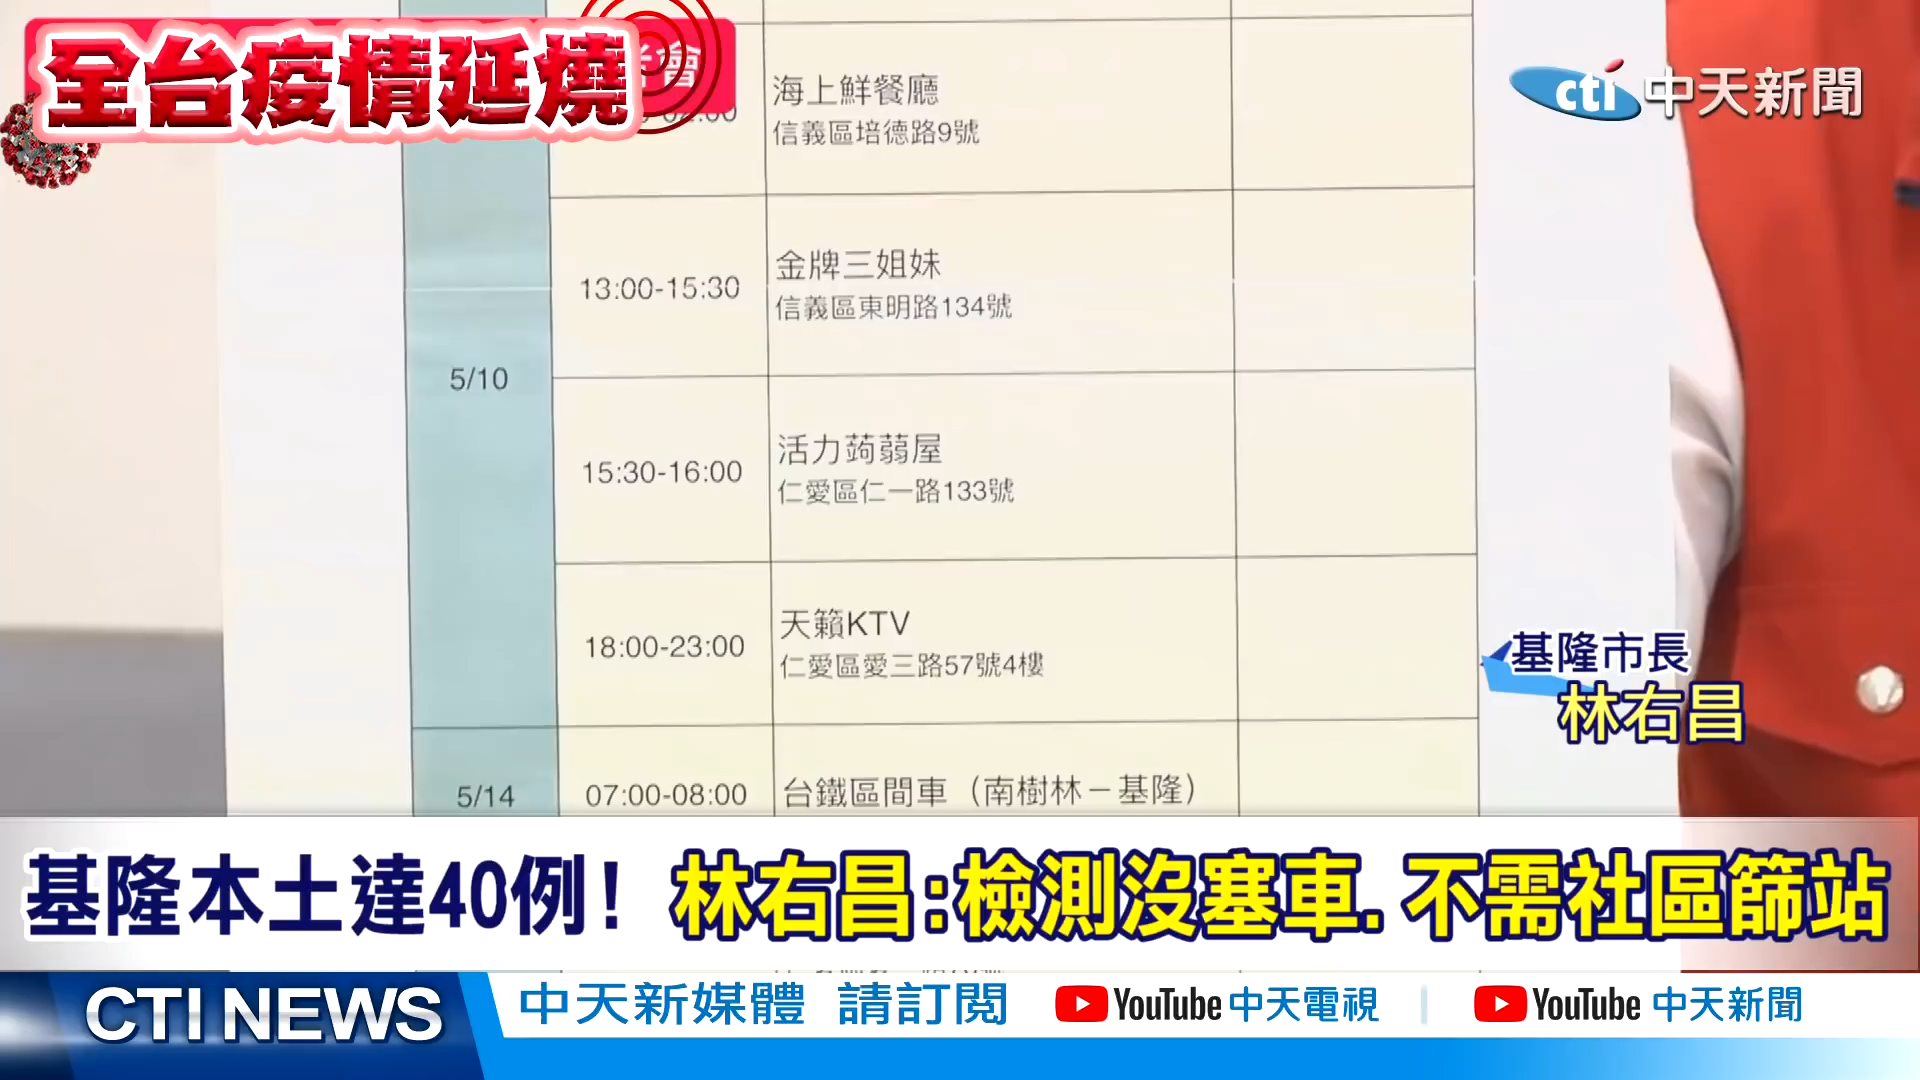 全台疫情延燒
會
cti 中天新聞
海上鮮餐廳
信義區培德路9號
13:00-15:30
金牌三姐妹
信義區東明路134號
5/10
15:30-16:00
活力蒟蒻屋
仁愛區仁一路133號
18:00-23:00
天籟KTV
仁愛區愛三路57號4樓
基隆市長
林右昌
5/14
07:00-08:00
台鐵區間車（南樹林－基隆）
基隆本土達40例! 林右昌:檢測沒塞車.不需社區篩站
CTI NEWS
中天新媒體 請訂閱
YouTube 中天電視
YouTube 中天新聞